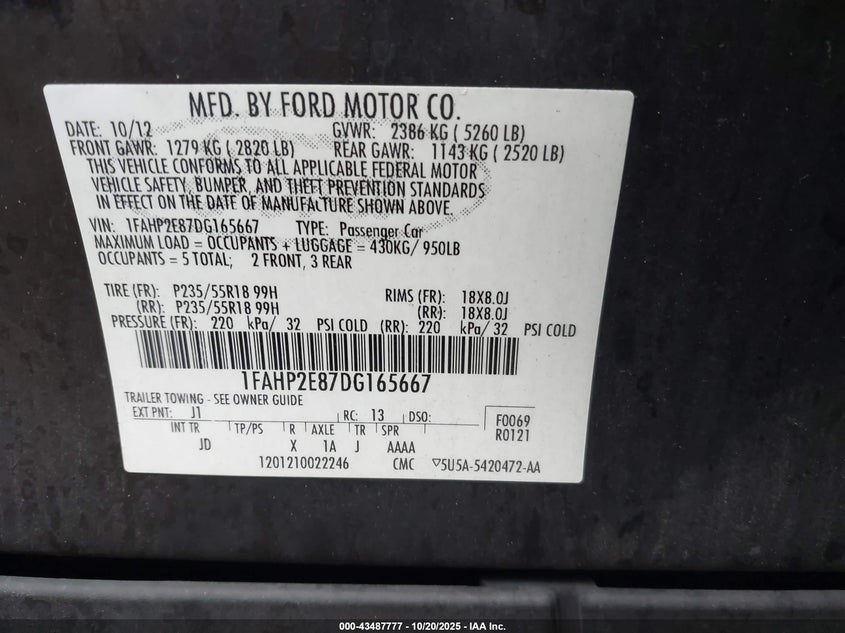 MFD. BY FORD MOTOR CO.
DATE: 10/12 GVWR: 2386 KG ( 5260 LB)
FRONT GAWR: 1279 KG ( 2820 LB) REAR GAWR: 1143 KG ( 2520 LB)
THIS VEHICLE CONFORMS TO ALL APPLICABLE FEDERAL MOTOR
VEHICLE SAFETY, BUMPER, AND THEFT PREVENTION STANDARDS
IN EFFECT ON THE DATE OF MANUFACTURE SHOWN ABOVE.
VIN: 1FAHP2E87DG165667 TYPE: Passenger Car
MAXIMUM LOAD = OCCUPANTS + LUGGAGE = 430KG/ 950LB
OCCUPANTS = 5 TOTAL; 2 FRONT, 3 REAR
TIRE (FR): P235/55R18 99H RIMS (FR): 18X8.0J
(RR): P235/55R18 99H (RR): 18X8.0J
PRESSURE (FR): 220 kPa/ 32 PSI COLD (RR): 220 kPa/ 32 PSI COLD
1FAHP2E87DG165667
TRAILER TOWING - SEE OWNER GUIDE
EXT PNT: J1 RC: 13 DSO: F0069
INT TR TP/PS R AXLE TR SPR R0121
JD X 1A J AAAA
1201210022246 CMC ▽5U5A-5420472-AA
000-43487777 - 10/20/2025 - IAA Inc.